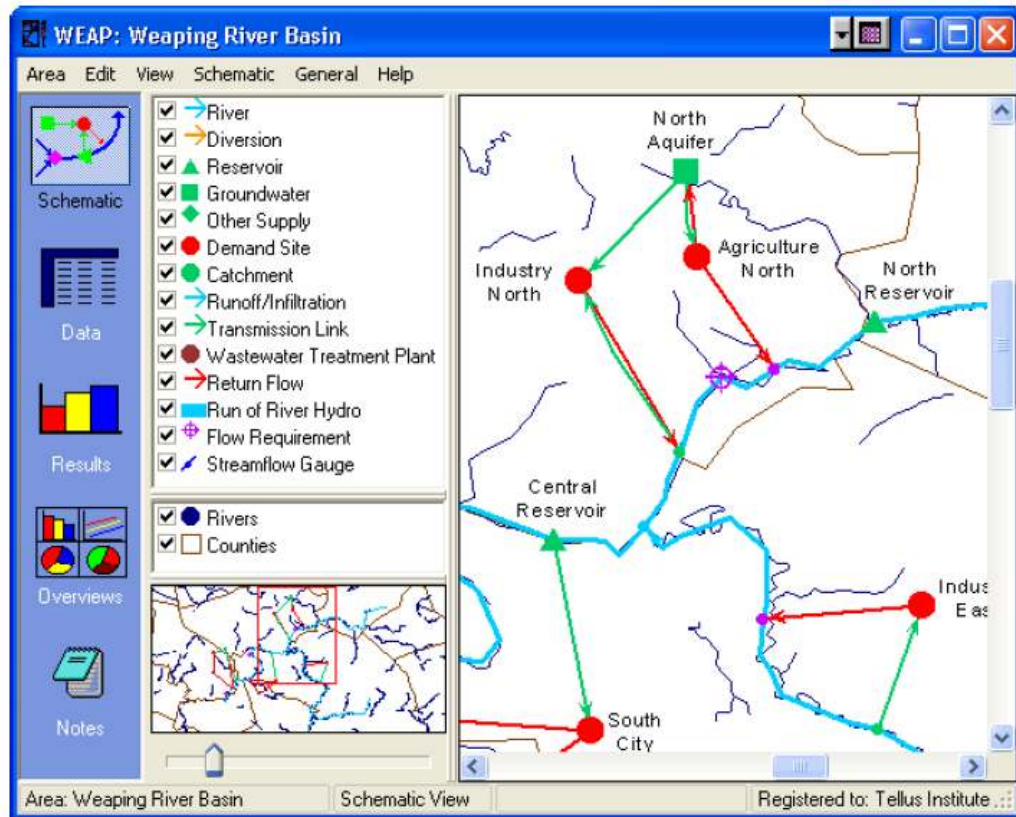 WEAP: Weaping River Basin
Area Edit View Schematic General Help
Schematic
Data
Results
Overviews
Notes
River
Diversion
Reservoir
Groundwater
Other Supply
Demand Site
Catchment
Runoff/Infiltration
Transmission Link
Wastewater Treatment Plant
Return Flow
Run of River Hydro
Flow Requirement
Streamflow Gauge
Rivers
Counties
North
Aquifer
Agriculture
North
Industry
North
North
Reservoir
Central
Reservoir
Indus
Eas
South
City
Area: Weaping River Basin
Schematic View
Registered to: Tellus Institute